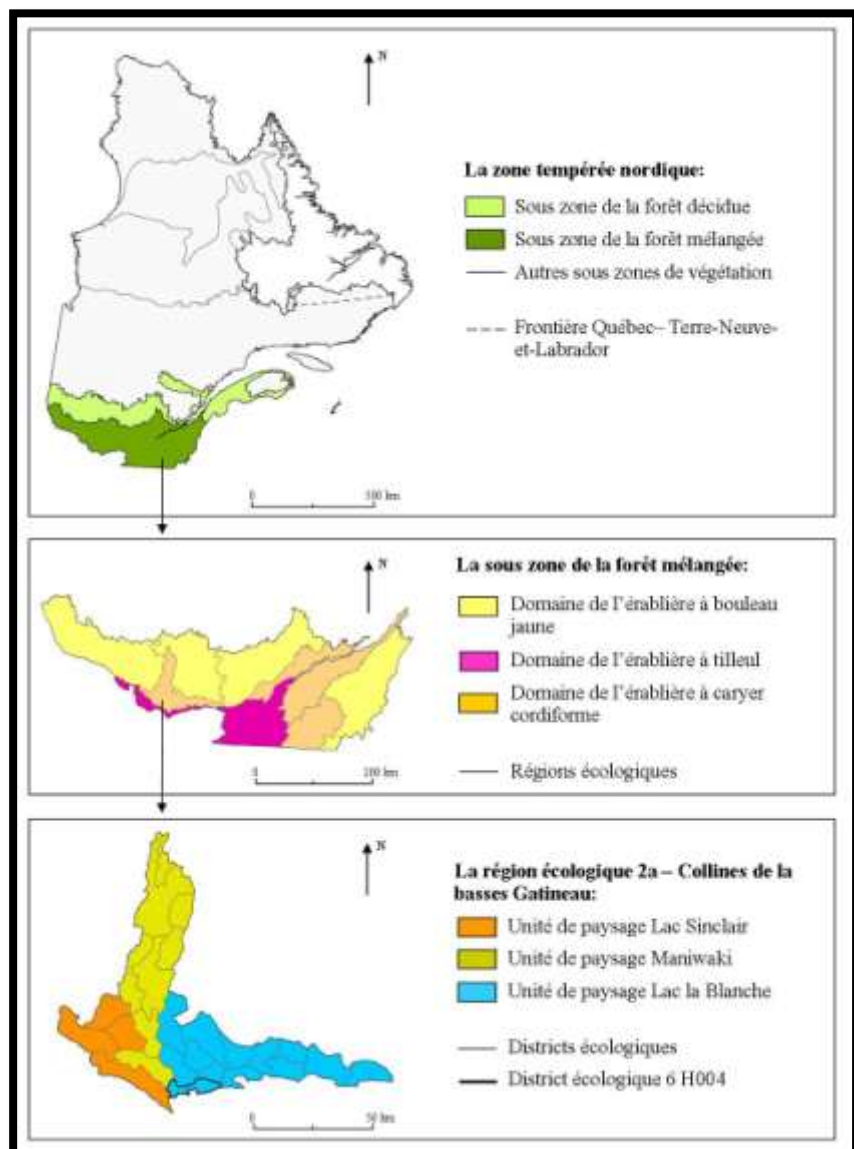 N
La zone tempérée nordique:
Sous zone de la forêt décidue
Sous zone de la forêt mélangée
Autres sous zones de végétation
Frontière Québec– Terre-Neuve-
et-Labrador
0
500 km
N
La sous zone de la forêt mélangée:
Domaine de l'érablière à bouleau
jaune
Domaine de l'érablière à tilleul
Domaine de l'érablière à caryer
cordiforme
Régions écologiques
0
200 km
N
La région écologique 2a – Collines de la
basses Gatineau:
Unité de paysage Lac Sinclair
Unité de paysage Maniwaki
Unité de paysage Lac la Blanche
Districts écologiques
District écologique 6 H004
0
50 km